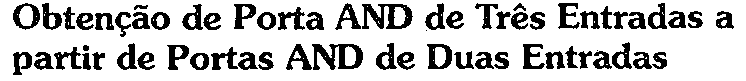 Obtenção de Porta AND de Três Entradas a
partir de Portas AND de Duas Entradas